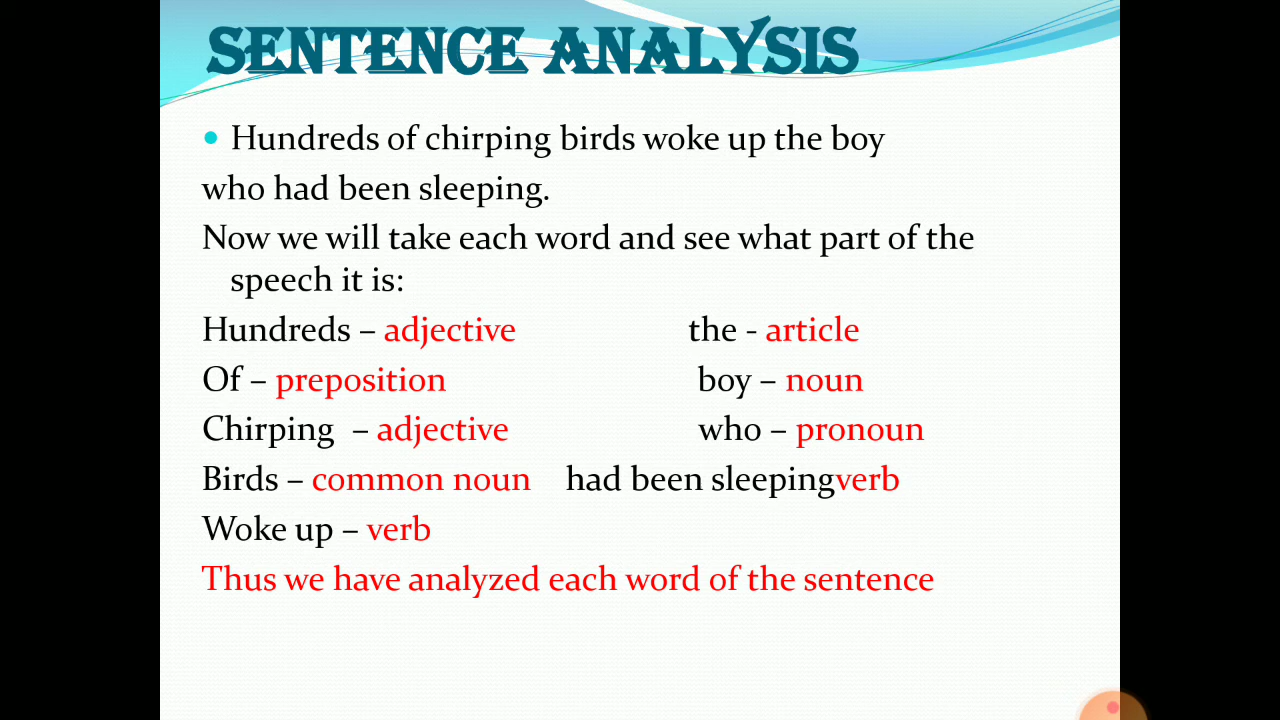 SENTENCE ANALYSIS
Hundreds of chirping birds woke up the boy
who had been sleeping.
Now we will take each word and see what part of the
speech it is:
Hundreds – adjective the - article
Of – preposition boy – noun
Chirping – adjective who – pronoun
Birds – common noun had been sleepingverb
Woke up – verb
Thus we have analyzed each word of the sentence